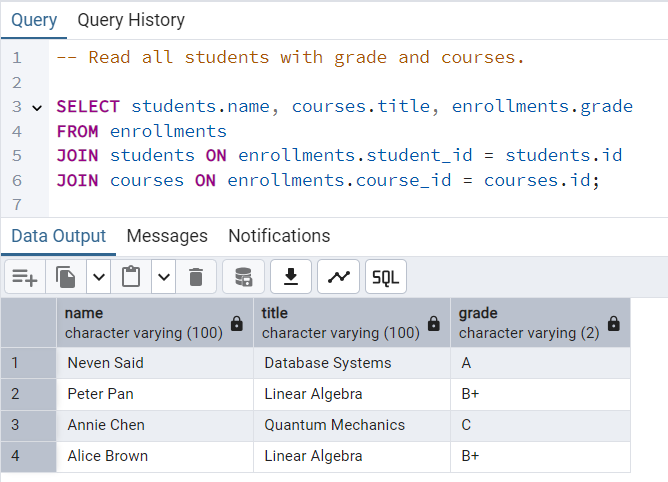 Query Query History
1 -- Read all students with grade and courses.
2
3 SELECT students.name, courses.title, enrollments.grade
4 FROM enrollments
5 JOIN students ON enrollments.student_id = students.id
6 JOIN courses ON enrollments.course_id = courses.id;
7
Data Output Messages Notifications
SQL
name title grade
character varying (100) character varying (100) character varying (2)
1 Neven Said Database Systems A
2 Peter Pan Linear Algebra B+
3 Annie Chen Quantum Mechanics C
4 Alice Brown Linear Algebra B+